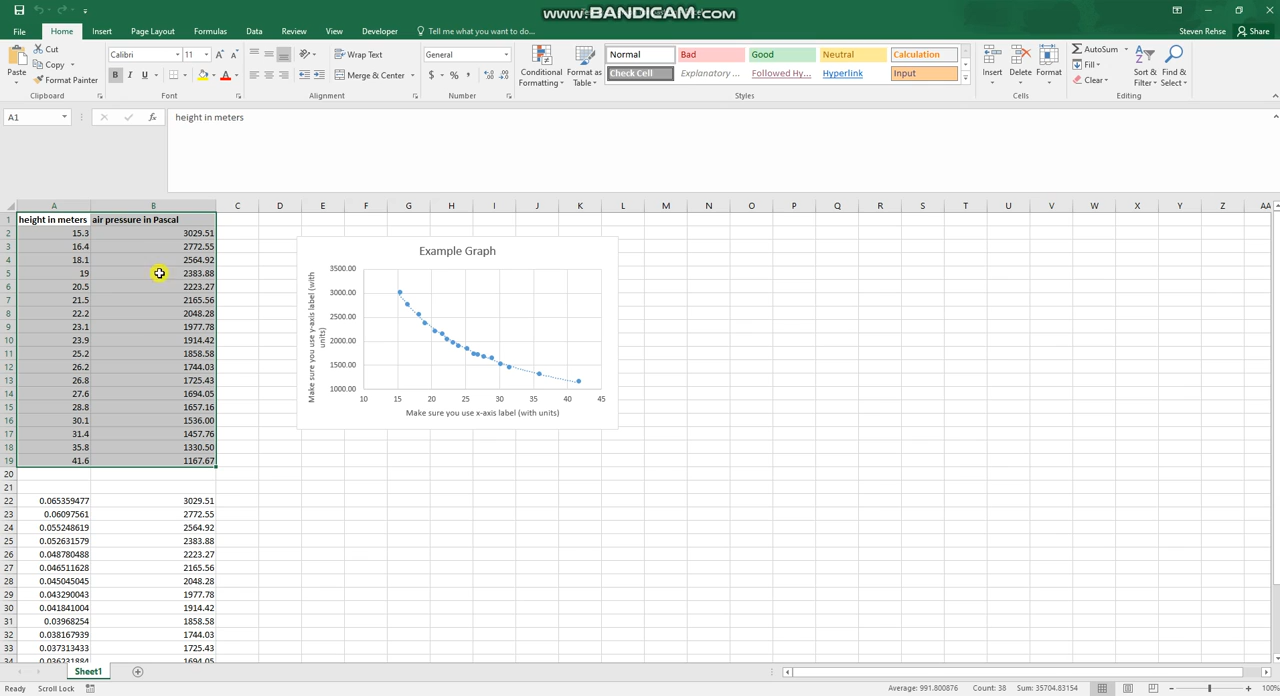 www.BANDICAM.com
File Home Insert Page Layout Formulas Data Review View Developer Tell me what you want to do... Steven Rehse Share
Paste Cut Copy Format Painter
Calibri 11 A A
B I U A
Wrap Text
Merge & Center
General
$ % ,
Conditional Formatting
Format as Table
Normal Bad Good Neutral Calculation
Check Cell Explanatory ... Followed Hy... Hyperlink Input
Insert Delete Format
AutoSum
Fill
Clear
Sort & Filter
Find & Select
Clipboard Font Alignment Number Styles Cells Editing
A1 fx height in meters
A B C D E F G H I J K L M N O P Q R S T U V W X Y Z AA
1 height in meters air pressure in Pascal
2 15.3 3029.51
3 16.4 2772.55
4 18.1 2564.92
5 19 2383.88
6 20.5 2223.27
7 21.5 2165.56
8 22.2 2048.28
9 23.1 1977.78
10 23.9 1914.42
11 25.2 1858.58
12 26.2 1744.03
13 26.8 1725.43
14 27.6 1694.05
15 28.8 1657.16
16 30.1 1536.00
17 31.4 1457.76
18 35.8 1330.50
19 41.6 1167.67
20
21
22 0.065359477 3029.51
23 0.06097561 2772.55
24 0.055248619 2564.92
25 0.052631579 2383.88
26 0.048780488 2223.27
27 0.046511628 2165.56
28 0.045045045 2048.28
29 0.043290043 1977.78
30 0.041841004 1914.42
31 0.03968254 1858.58
32 0.038167939 1744.03
33 0.037313433 1725.43
34 0.036231884 1694.05
Example Graph
Make sure you use y-axis label (with
units)
3500.00
3000.00
2500.00
2000.00
1500.00
1000.00
10 15 20 25 30 35 40 45
Make sure you use x-axis label (with units)
Sheet1
Ready Scroll Lock Average: 991.800876 Count: 38 Sum: 35704.83154 100%